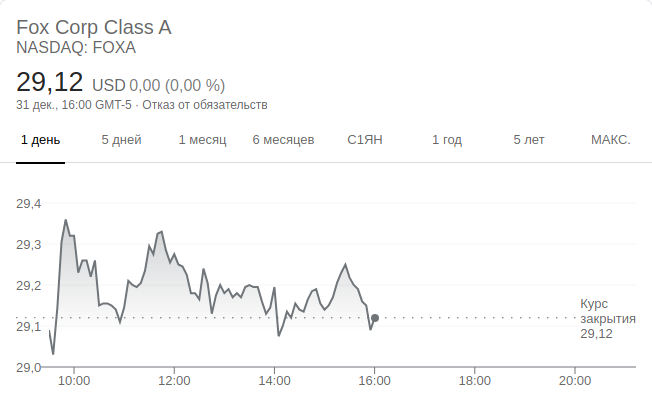 Fox Corp Class A
NASDAQ: FOXA
29,12 USD 0,00 (0,00 %)
31 дек., 16:00 GMT-5 · Отказ от обязательств
1 день 5 дней 1 месяц 6 месяцев С1ЯН 1 год 5 лет МАКС.
29,4
29,3
29,2
29,1
29,0
Курс
закрытия
29,12
10:00 12:00 14:00 16:00 18:00 20:00